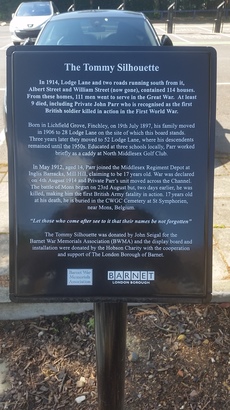 The Tommy Silhouette
In 1914, Lodge Lane and two roads running south from it,
Albert Street and William Street (now gone), contained 114 houses.
From these homes, 111 men went to serve in the Great War. At least
9 died, including Private John Parr who is recognised as the first
British soldier killed in action in the First World War.
Born in Lichfield Grove, Finchley, on 19th July 1897, his family moved
in 1906 to 28 Lodge Lane on the site of which this board stands.
Three years later they moved to 52 Lodge Lane, where his descendents
remained until the 1950s. Educated at three schools locally, Parr worked
briefly as a caddy at North Middlesex Golf Club.
In May 1912, aged 14, Parr joined the Middlesex Regiment Depot at
Inglis Barracks, Mill Hill, claiming to be 17 years old. War was declared
on 4th August 1914 and Private Parr's unit moved across the Channel.
The battle of Mons began on 23rd August but, two days earlier, he was
killed, making him the first British Army fatality in action. 17 years old
at his death, he is buried in the CWGC Cemetery at St Symphorien,
near Mons, Belgium.
"Let those who come after see to it that their names be not forgotten"
The Tommy Silhouette was donated by John Seigal for the
Barnet War Memorials Association (BWMA) and the display board and
installation were donated by the Hobson Charity with the cooperation
and support of The London Borough of Barnet.
BARNET
LONDON BOROUGH